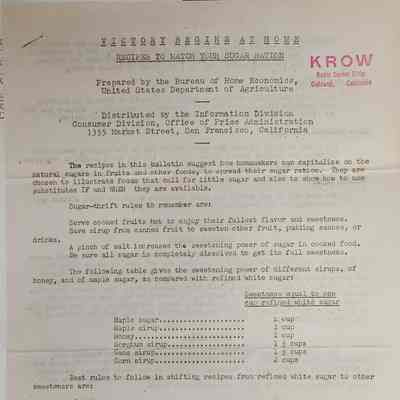 VICTORY BEGINS AT HOME
RECIPES TO MATCH YOUR SUGAR RATION
KROW
Radio Center Bldg.
Oakland, California
Prepared by the Bureau of Home Economics,
United States Department of Agriculture
Distributed by the Information Division
Consumer Division, Office of Price Administration
1355 Market Street, San Francisco, California
The recipes in this bulletin suggest how homemakers can capitalize on the
natural sugars in fruits and other foods, to spread their sugar ration. They are
chosen to illustrate foods that call for little sugar and also to show how to use
substitutes IF and WHEN they are available.
Sugar-thrift rules to remember are:
Serve cooked fruits hot to enjoy their fullest flavor and sweetness.
Save sirup from canned fruit to sweeten other fruit, pudding sauces, or
drinks.
A pinch of salt increases the sweetening power of sugar in cooked food.
Be sure all sugar is completely dissolved to get its full sweetness.
The following table gives the sweetening power of different sirups, of
honey, and of maple sugar, as compared with refined white sugar:
Sweetness equal to one
cup refined white sugar
Maple sugar..................... 1 cup
Maple sirup..................... 1 cup
Honey........................... 1 cup
Sorghum sirup................... 1 ½ cups
Cane sirup...................... 1 ½ cups
Corn sirup...................... 2 cups
Best rules to follow in shifting recipes from refined white sugar to other
sweeteners are: